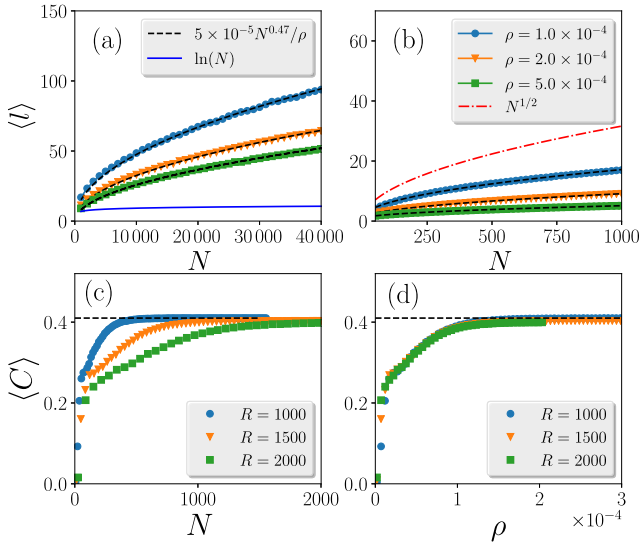 (a)
5 × 10⁻⁵N^0.47/ρ
ln(N)
⟨l⟩
150
100
50
0
0
10 000
20 000
30 000
40 000
N
(b)
ρ = 1.0 × 10⁻⁴
ρ = 2.0 × 10⁻⁴
ρ = 5.0 × 10⁻⁴
N^1/2
60
40
20
0
250
500
750
1000
N
(c)
⟨C⟩
0.4
0.2
0.0
R = 1000
R = 1500
R = 2000
0
1000
2000
N
(d)
0.4
0.2
0.0
R = 1000
R = 1500
R = 2000
0
1
2
3
×10⁻⁴
ρ